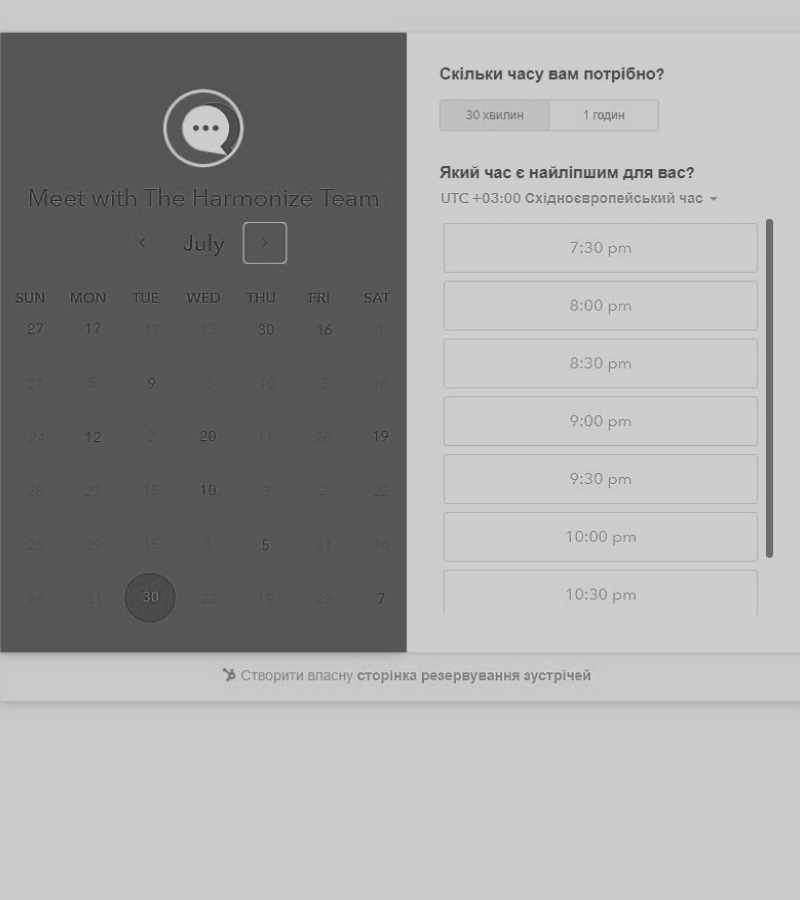 Meet with The Harmonize Team
July
SUN MON TUE WED THU FRI SAT
27 17 17 13 30 16 1
27 5 9 3 10 3 18
24 12 2 20 11 28 19
28 27 15 10 3 2 22
25 29 15 5 5 31 16
26 31 30 22 19 29 7
Скільки часу вам потрібно?
30 хвилин 1 годин
Який час є найліпшим для вас?
UTC +03:00 Східноєвропейський час
7:30 pm
8:00 pm
8:30 pm
9:00 pm
9:30 pm
10:00 pm
10:30 pm
Створити власну сторінка резервування зустрічей